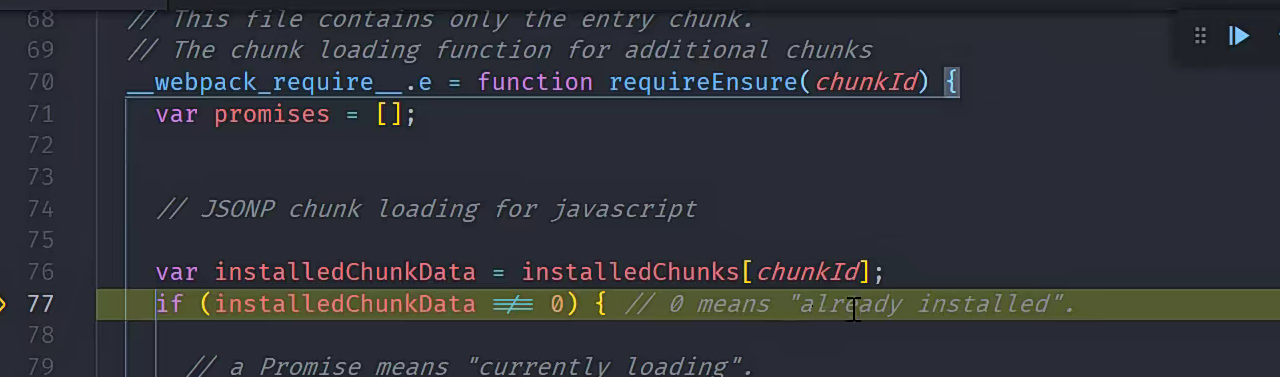 68 // This file contains only the entry chunk.
69 // The chunk loading function for additional chunks
70 __webpack_require__.e = function requireEnsure(chunkId) {
71 var promises = [];
72
73
74 // JSONP chunk loading for javascript
75
76 var installedChunkData = installedChunks[chunkId];
77 if (installedChunkData !== 0) { // 0 means "already installed".
78
79 // a Promise means "currently loading".